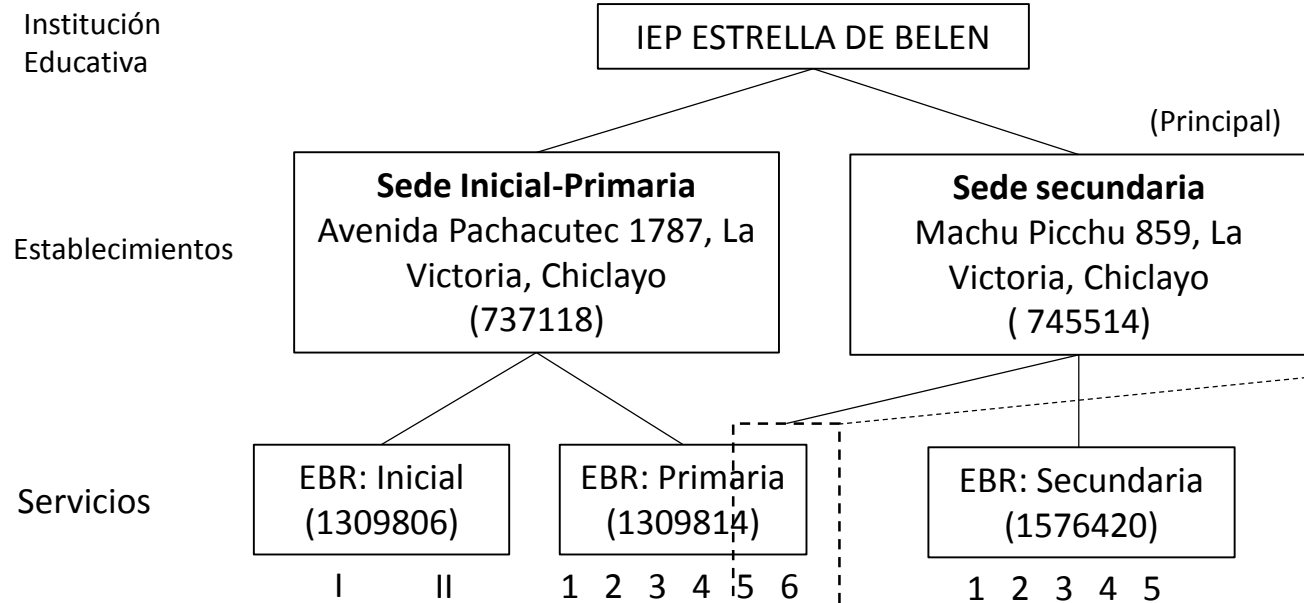 Institución
Educativa
IEP ESTRELLA DE BELEN
(Principal)
Establecimientos
Sede Inicial-Primaria
Avenida Pachacutec 1787, La
Victoria, Chiclayo
(737118)
Sede secundaria
Machu Picchu 859, La
Victoria, Chiclayo
( 745514)
Servicios
EBR: Inicial
(1309806)
EBR: Primaria
(1309814)
EBR: Secundaria
(1576420)
I II
1 2 3 4 5 6
1 2 3 4 5